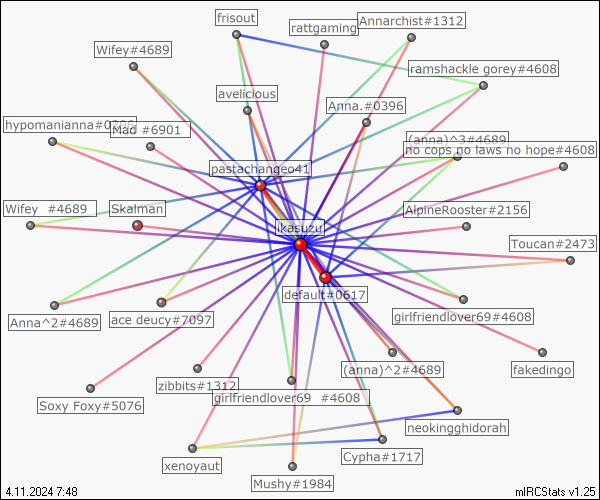 frisout
rattgaming
Annarchist#1312
Wifey#4689
ramshackle gorey#4608
avelicious
Anna.#0396
hypomanianna#0396
Mad #6901
(anna)^3#4689
no cops no laws no hope#4608
pastachangeo41
Wifey #4689
Skalman
AlpineRooster#2156
ikasuzu
Toucan#2473
default#0617
Anna^2#4689
ace deucy#7097
girlfriendlover69#4608
(anna)^2#4689
fakedingo
zibbits#1312
girlfriendlover69 #4608
Soxy Foxy#5076
neokingghidorah
Cypha#1717
xenoyaut
Mushy#1984
4.11.2024 7:48
mIRCStats v1.25